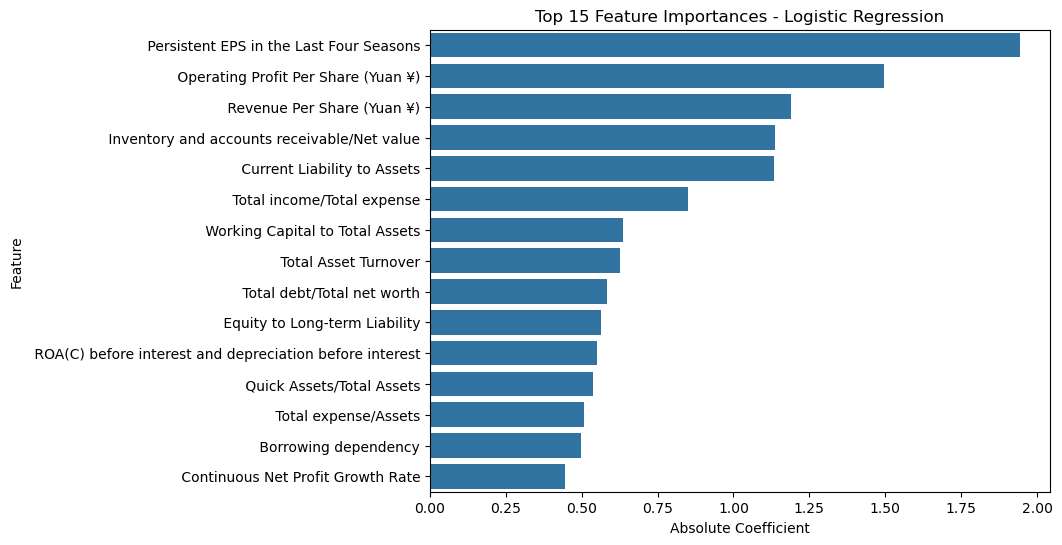 Top 15 Feature Importances - Logistic Regression
Feature
Persistent EPS in the Last Four Seasons
Operating Profit Per Share (Yuan ¥)
Revenue Per Share (Yuan ¥)
Inventory and accounts receivable/Net value
Current Liability to Assets
Total income/Total expense
Working Capital to Total Assets
Total Asset Turnover
Total debt/Total net worth
Equity to Long-term Liability
ROA(C) before interest and depreciation before interest
Quick Assets/Total Assets
Total expense/Assets
Borrowing dependency
Continuous Net Profit Growth Rate
0.00 0.25 0.50 0.75 1.00 1.25 1.50 1.75 2.00
Absolute Coefficient